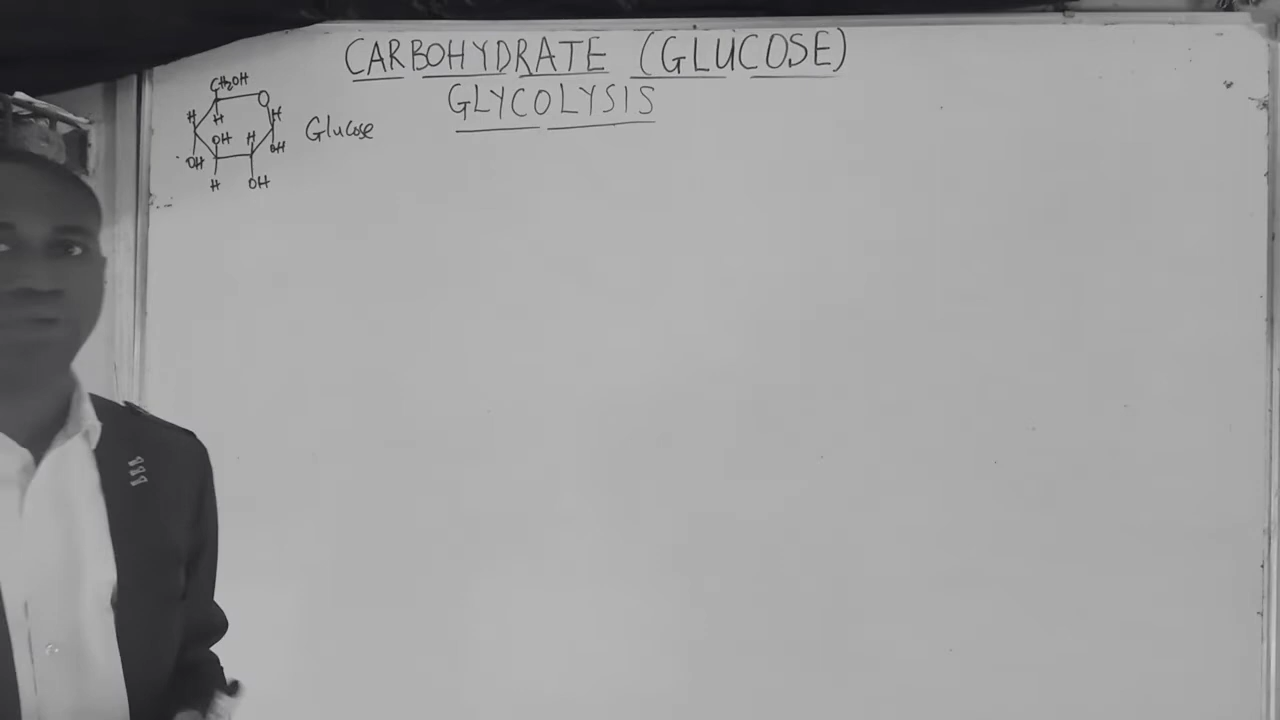 CARBOHYDRATE (GLUCOSE)
GLYCOLYSIS
CH₂OH
O
H H H
OH H Glucose
OH OH
H OH